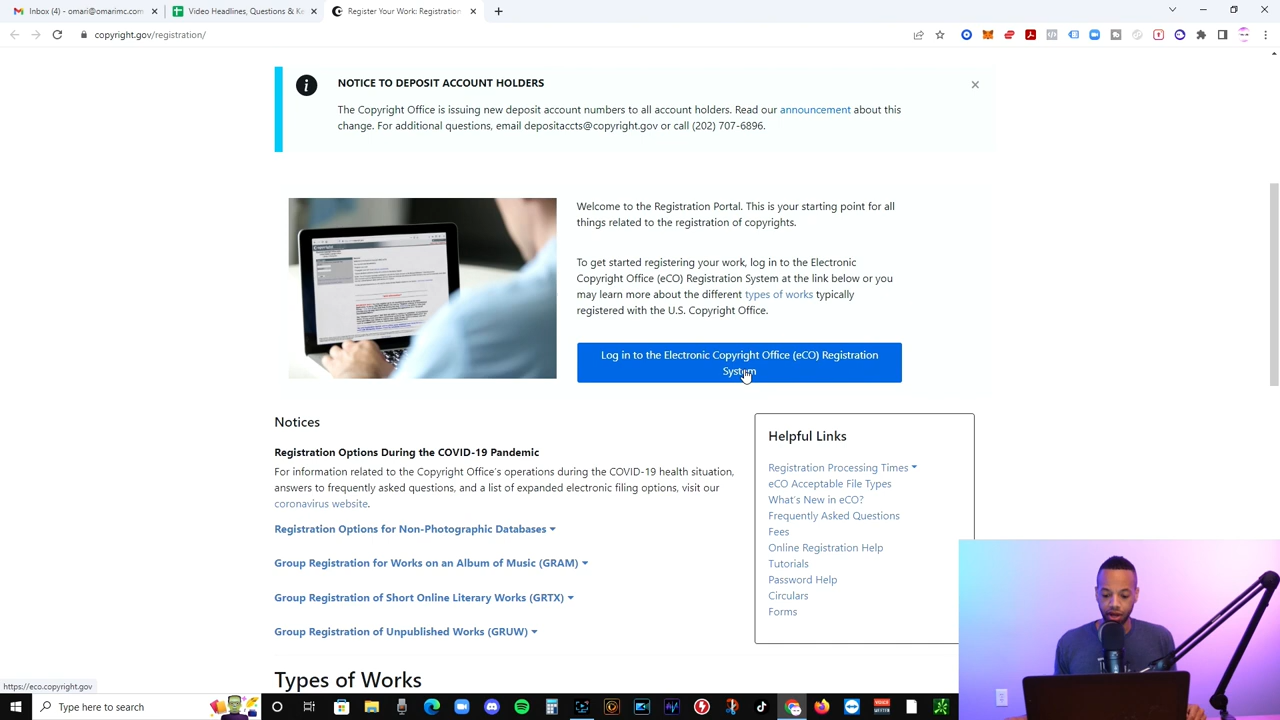 Inbox (4) - omari@omarimc.com
Video Headlines, Questions & Ke
Register Your Work: Registration
copyright.gov/registration/
NOTICE TO DEPOSIT ACCOUNT HOLDERS
The Copyright Office is issuing new deposit account numbers to all account holders. Read our announcement about this
change. For additional questions, email depositaccts@copyright.gov or call (202) 707-6896.
Welcome to the Registration Portal. This is your starting point for all
things related to the registration of copyrights.
To get started registering your work, log in to the Electronic
Copyright Office (eCO) Registration System at the link below or you
may learn more about the different types of works typically
registered with the U.S. Copyright Office.
Log in to the Electronic Copyright Office (eCO) Registration
System
Notices
Registration Options During the COVID-19 Pandemic
For information related to the Copyright Office's operations during the COVID-19 health situation,
answers to frequently asked questions, and a list of expanded electronic filing options, visit our
coronavirus website.
Registration Options for Non-Photographic Databases
Group Registration for Works on an Album of Music (GRAM)
Group Registration of Short Online Literary Works (GRTX)
Group Registration of Unpublished Works (GRUW)
Helpful Links
Registration Processing Times
eCO Acceptable File Types
What's New in eCO?
Frequently Asked Questions
Fees
Online Registration Help
Tutorials
Password Help
Circulars
Forms
Types of Works
https://eco.copyright.gov
Type here to search